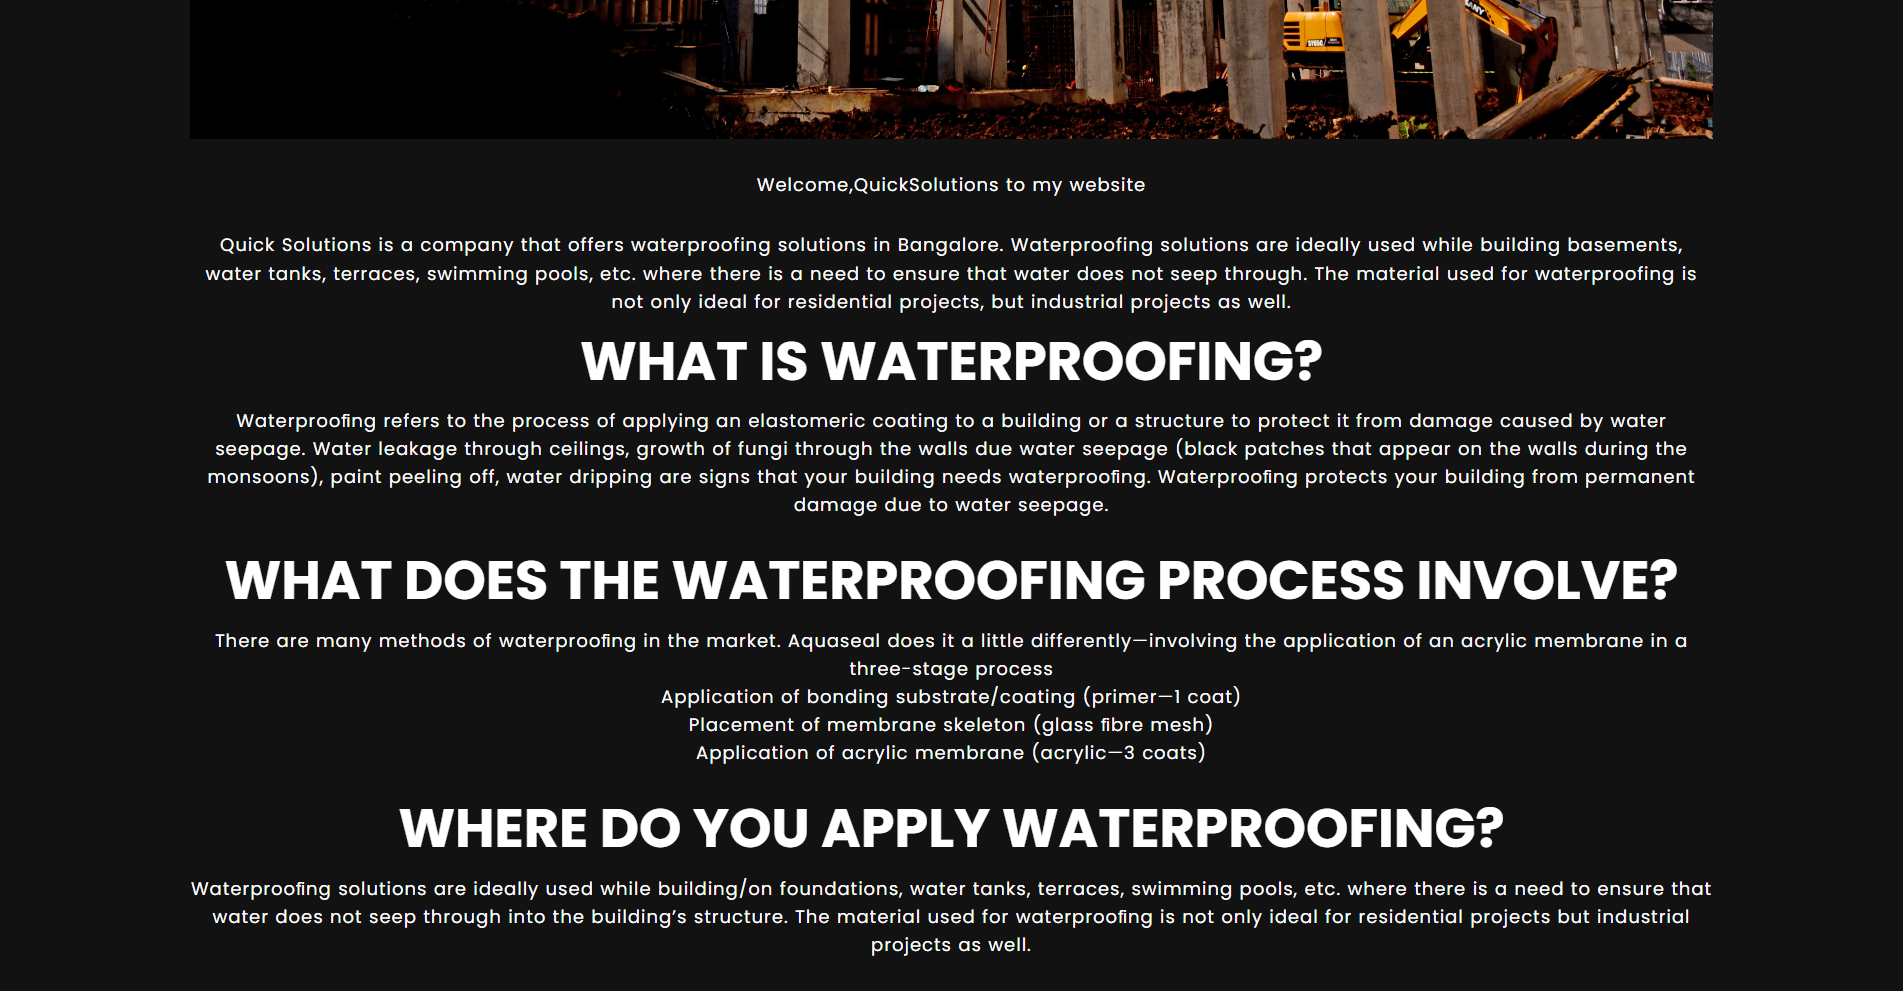 SANY
SY65C
Welcome,QuickSolutions to my website
Quick Solutions is a company that offers waterproofing solutions in Bangalore. Waterproofing solutions are ideally used while building basements,
water tanks, terraces, swimming pools, etc. where there is a need to ensure that water does not seep through. The material used for waterproofing is
not only ideal for residential projects, but industrial projects as well.
WHAT IS WATERPROOFING?
Waterproofing refers to the process of applying an elastomeric coating to a building or a structure to protect it from damage caused by water
seepage. Water leakage through ceilings, growth of fungi through the walls due water seepage (black patches that appear on the walls during the
monsoons), paint peeling off, water dripping are signs that your building needs waterproofing. Waterproofing protects your building from permanent
damage due to water seepage.
WHAT DOES THE WATERPROOFING PROCESS INVOLVE?
There are many methods of waterproofing in the market. Aquaseal does it a little differently—involving the application of an acrylic membrane in a
three-stage process
Application of bonding substrate/coating (primer—1 coat)
Placement of membrane skeleton (glass fibre mesh)
Application of acrylic membrane (acrylic—3 coats)
WHERE DO YOU APPLY WATERPROOFING?
Waterproofing solutions are ideally used while building/on foundations, water tanks, terraces, swimming pools, etc. where there is a need to ensure that
water does not seep through into the building’s structure. The material used for waterproofing is not only ideal for residential projects but industrial
projects as well.